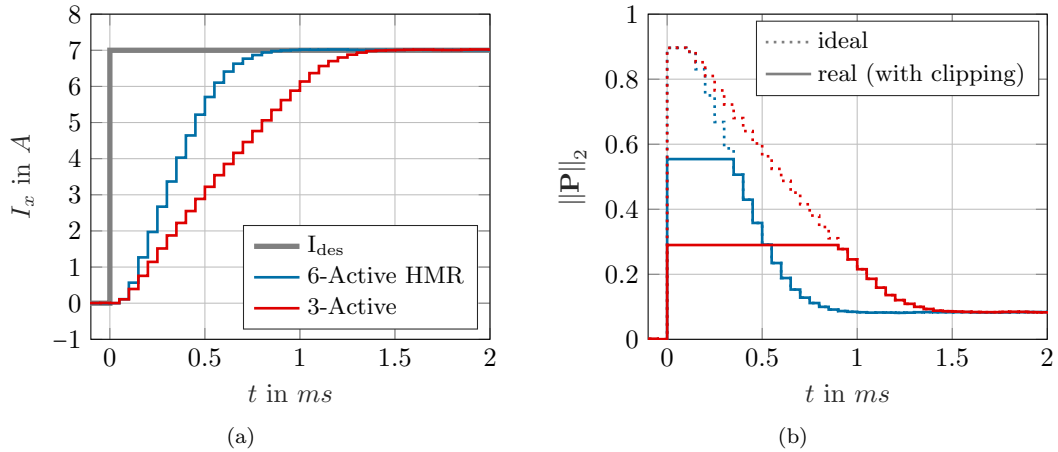 8
7
6
5
4
3
2
1
0
−1
I_x in A
I_des
6-Active HMR
3-Active
0
0.5
1
1.5
2
t in ms
(a)
1
0.8
0.6
0.4
0.2
0
||P||_2
ideal
real (with clipping)
0
0.5
1
1.5
2
t in ms
(b)